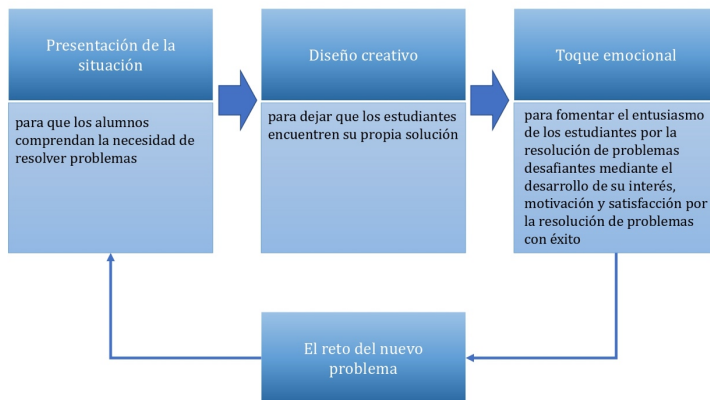 Presentación de la
situación
para que los alumnos
comprendan la necesidad de
resolver problemas
Diseño creativo
para dejar que los estudiantes
encuentren su propia solución
Toque emocional
para fomentar el entusiasmo
de los estudiantes por la
resolución de problemas
desafiantes mediante el
desarrollo de su interés,
motivación y satisfacción por
la resolución de problemas
con éxito
El reto del nuevo
problema